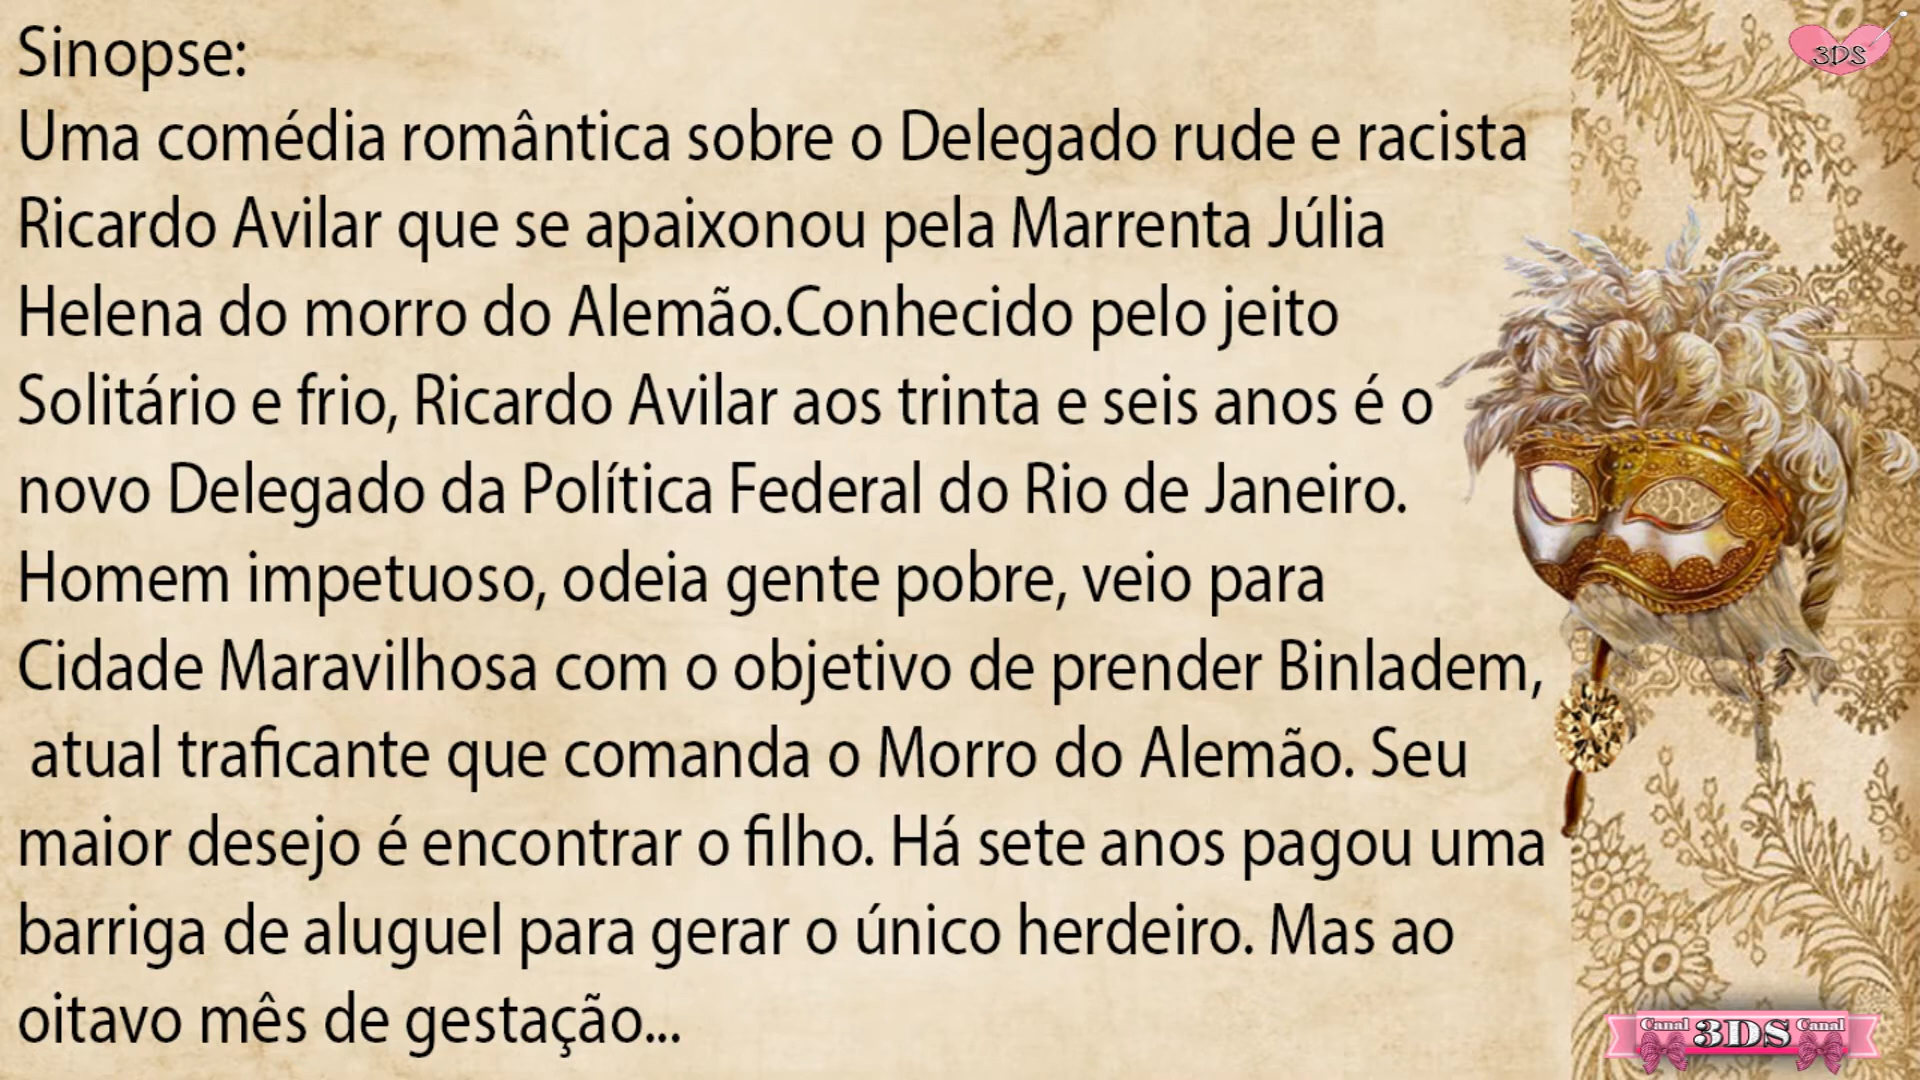 Sinopse:
Uma comédia romântica sobre o Delegado rude e racista
Ricardo Avilar que se apaixonou pela Marrenta Júlia
Helena do morro do Alemão.Conhecido pelo jeito
Solitário e frio, Ricardo Avilar aos trinta e seis anos é o
novo Delegado da Política Federal do Rio de Janeiro.
Homem impetuoso, odeia gente pobre, veio para
Cidade Maravilhosa com o objetivo de prender Binladem,
atual traficante que comanda o Morro do Alemão. Seu
maior desejo é encontrar o filho. Há sete anos pagou uma
barriga de aluguel para gerar o único herdeiro. Mas ao
oitavo mês de gestação...
3DS
Canal 3DS Canal